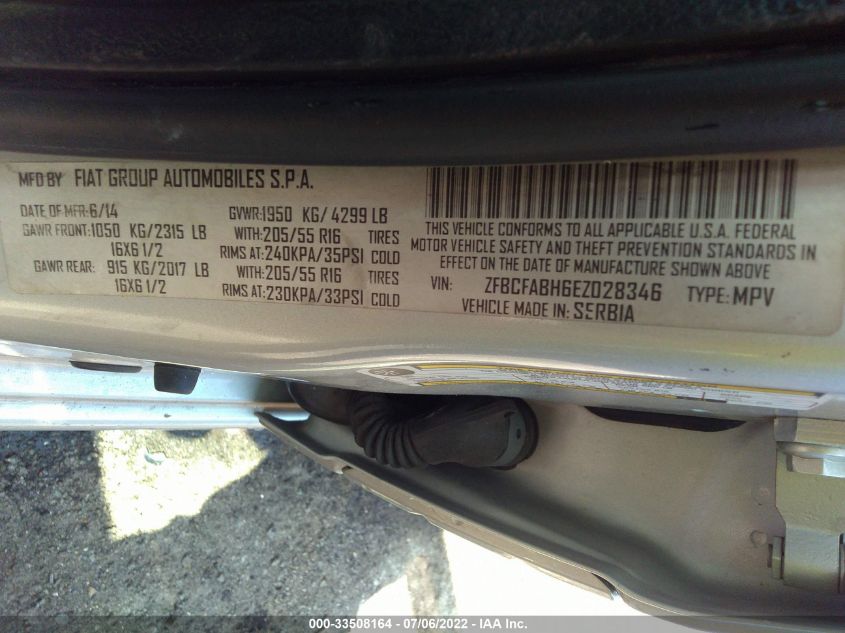 MFD BY FIAT GROUP AUTOMOBILES S.P.A.
DATE OF MFR:6/14 GVWR:1950 KG/4299 LB
GAWR FRONT:1050 KG/2315 LB WITH:205/55 R16 TIRES
16X6 1/2 RIMS AT:240KPA/35PSI COLD
GAWR REAR: 915 KG/2017 LB WITH:205/55 R16 TIRES
16X6 1/2 RIMS AT:230KPA/33PSI COLD
THIS VEHICLE CONFORMS TO ALL APPLICABLE U.S.A. FEDERAL
MOTOR VEHICLE SAFETY AND THEFT PREVENTION STANDARDS IN
EFFECT ON THE DATE OF MANUFACTURE SHOWN ABOVE
VIN: ZFBCFABH6EZ028346 TYPE:MPV
VEHICLE MADE IN:SERBIA
000-33508164 - 07/06/2022 - IAA Inc.